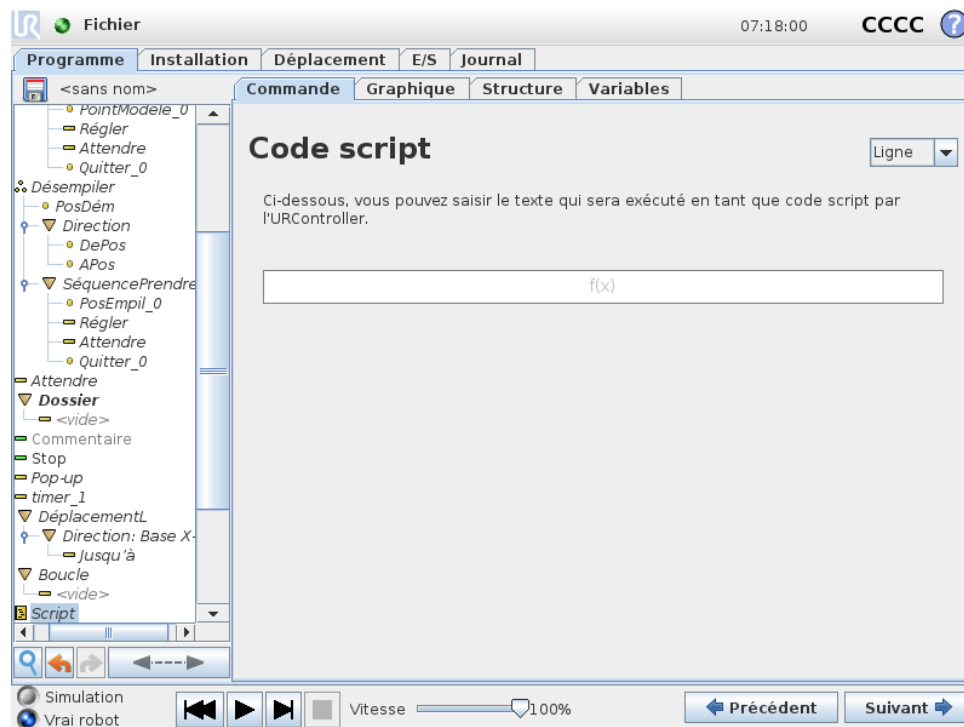 UR Fichier 07:18:00 CCCC ?
Programme Installation Déplacement E/S Journal
<sans nom>
Commande Graphique Structure Variables
PointModèle_0
Régler
Attendre
Quitter_0
Désempiler
PosDém
Direction
DePos
APos
SéquencePrendre
PosEmpil_0
Régler
Attendre
Quitter_0
Attendre
Dossier
<vide>
Commentaire
Stop
Pop-up
timer_1
DéplacementL
Direction: Base X-
Jusqu'à
Boucle
<vide>
Script
Code script
Ligne
Ci-dessous, vous pouvez saisir le texte qui sera exécuté en tant que code script par
l'URController.
f(x)
Simulation
Vrai robot
Vitesse 100%
Précédent Suivant